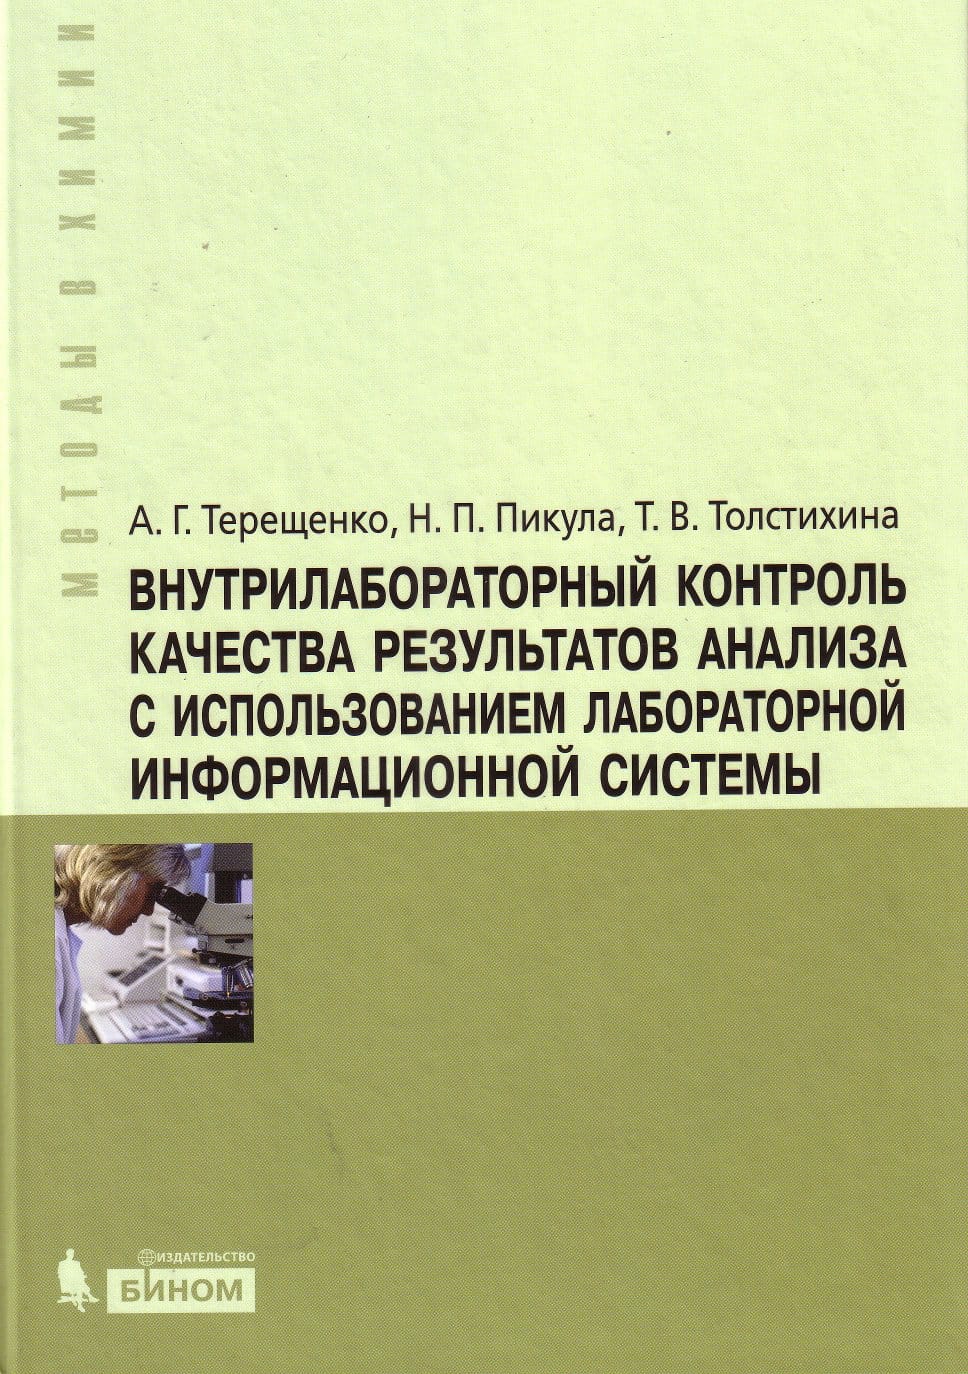 Методы в химии
А. Г. Терещенко, Н. П. Пикула, Т. В. Толстихина
ВНУТРИЛАБОРАТОРНЫЙ КОНТРОЛЬ
КАЧЕСТВА РЕЗУЛЬТАТОВ АНАЛИЗА
С ИСПОЛЬЗОВАНИЕМ ЛАБОРАТОРНОЙ
ИНФОРМАЦИОННОЙ СИСТЕМЫ
ИЗДАТЕЛЬСТВО
БИНОМ